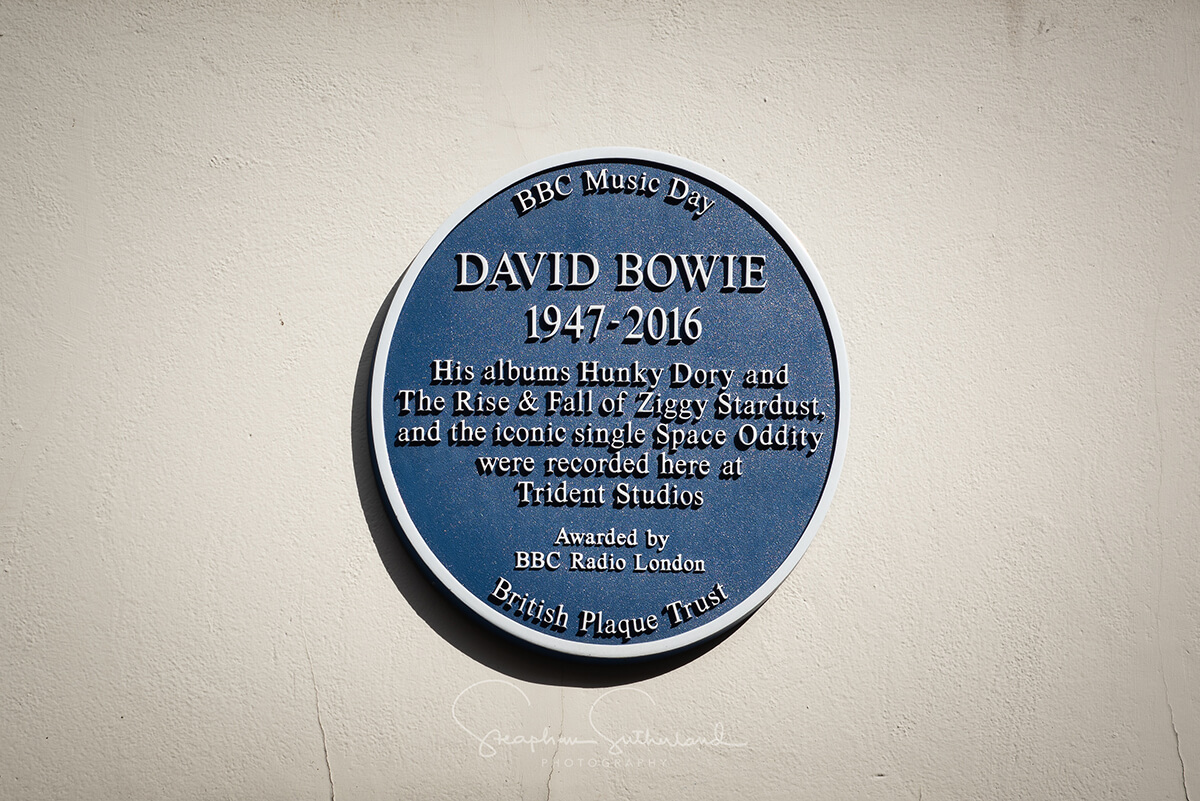 BBC Music Day
DAVID BOWIE
1947-2016
His albums Hunky Dory and
The Rise & Fall of Ziggy Stardust,
and the iconic single Space Oddity
were recorded here at
Trident Studios
Awarded by
BBC Radio London
British Plaque Trust
Sutherland
PHOTOGRAPHY